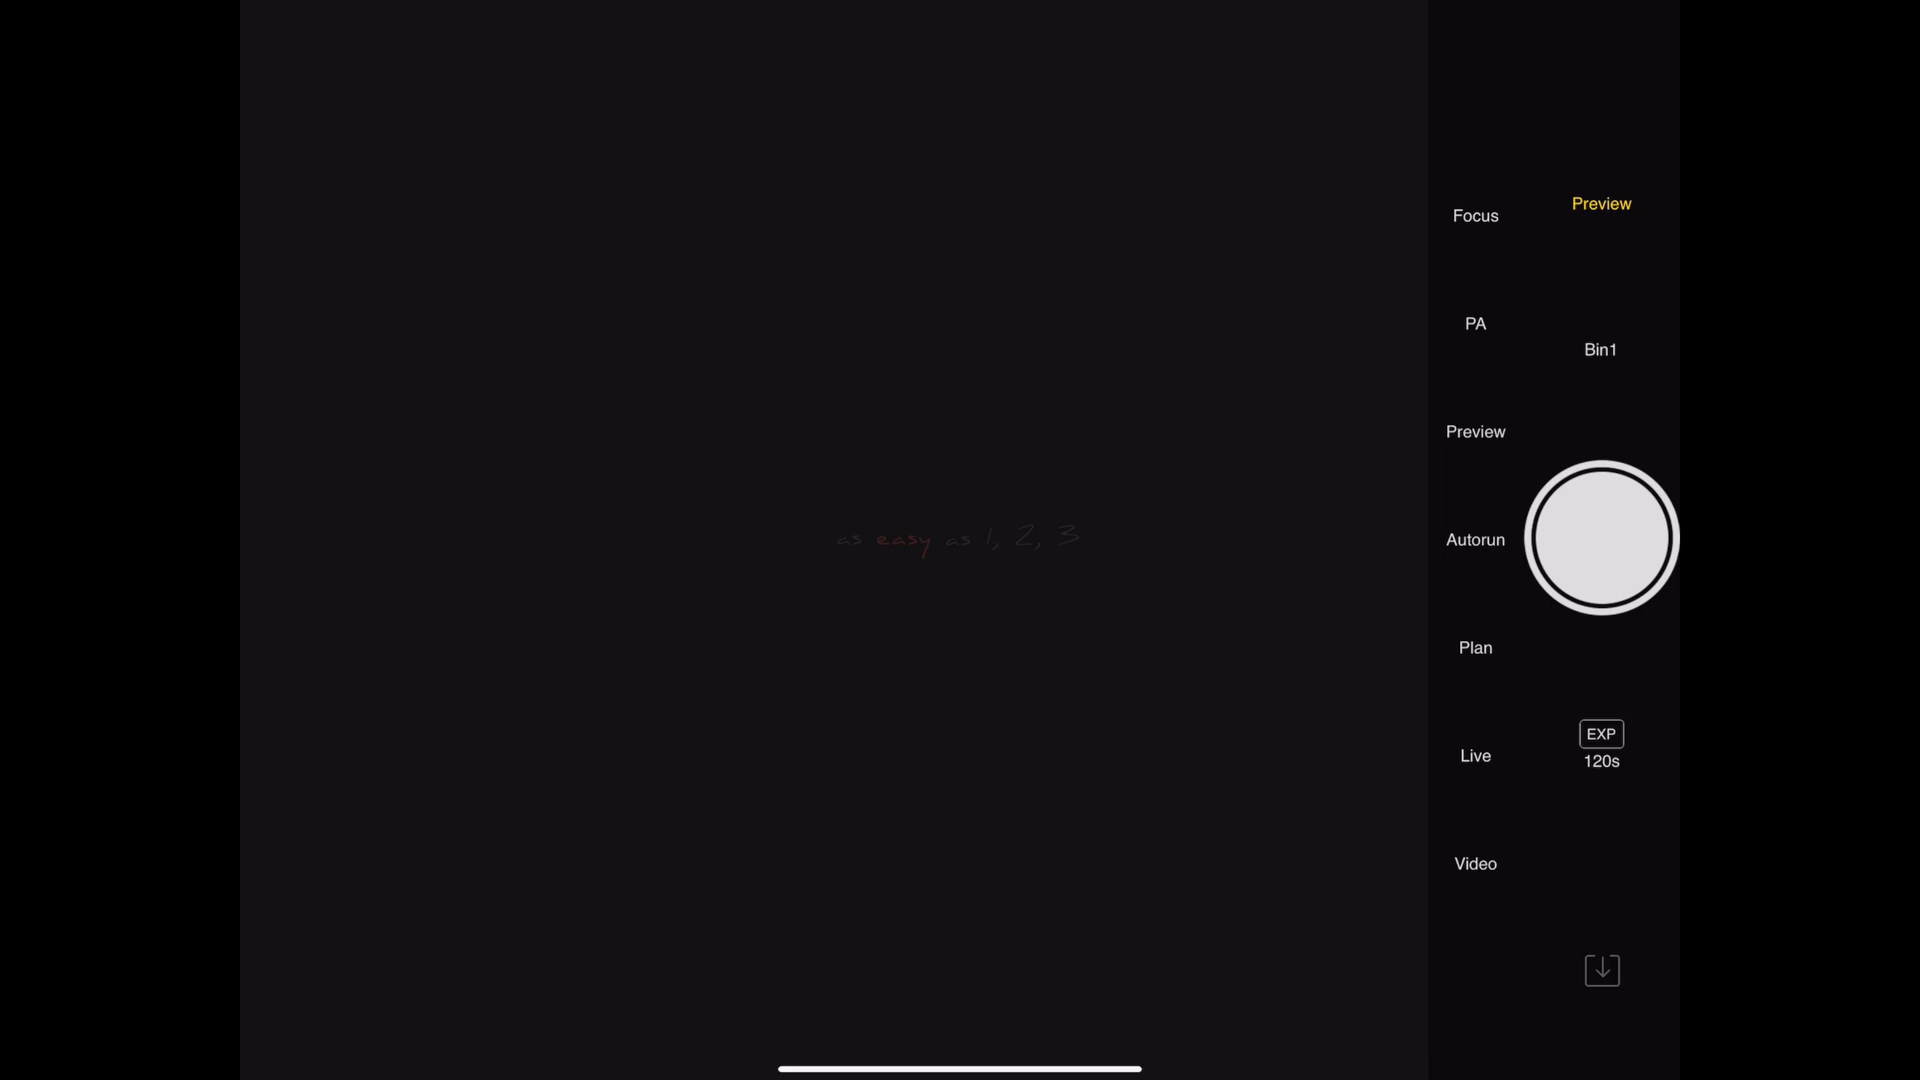 Preview
Focus
PA
Bin1
Preview
as easy as 1, 2, 3
Autorun
Plan
EXP
Live
120s
Video